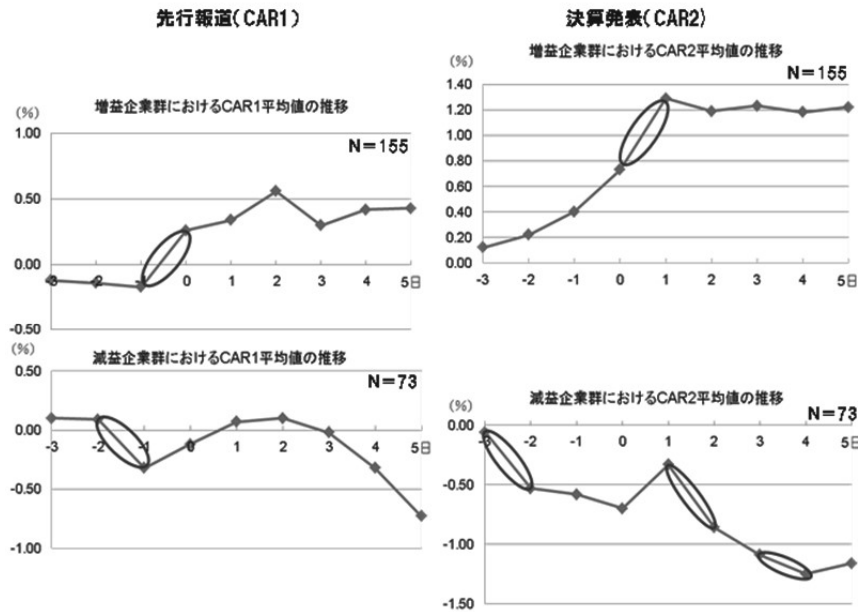 先行報道(CAR1)
増益企業群におけるCAR1平均値の推移
(%)
N=155
1.00
0.50
0.00
-0.50
-3 -2 -1 0 1 2 3 4 5日
減益企業群におけるCAR1平均値の推移
(%)
N=73
0.50
0.00
-0.50
-1.00
-3 -2 -1 0 1 2 3 4 5日
決算発表(CAR2)
増益企業群におけるCAR2平均値の推移
(%)
N=155
1.40
1.20
1.00
0.80
0.60
0.40
0.20
0.00
-3 -2 -1 0 1 2 3 4 5日
減益企業群におけるCAR2平均値の推移
(%)
N=73
0.00
-0.50
-1.00
-1.50
-3 -2 -1 0 1 2 3 4 5日